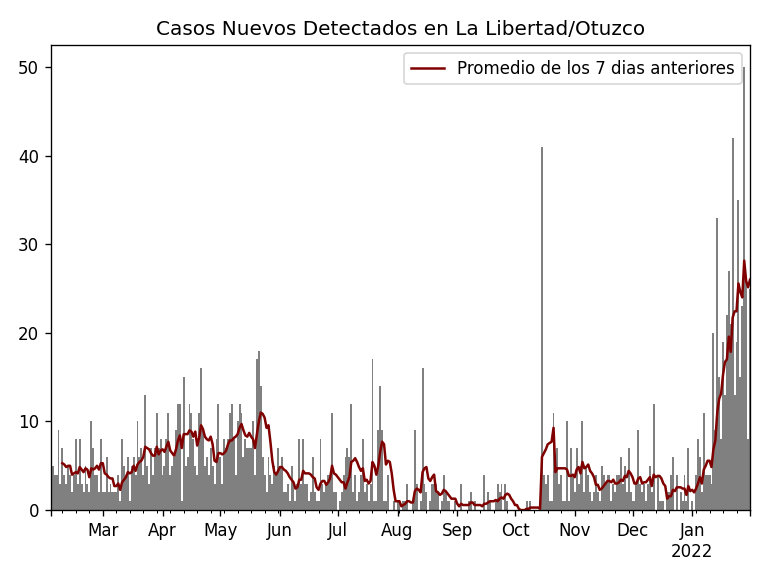 Casos Nuevos Detectados en La Libertad/Otuzco
Promedio de los 7 dias anteriores
50
40
30
20
10
0
Mar Apr May Jun Jul Aug Sep Oct Nov Dec Jan
2022